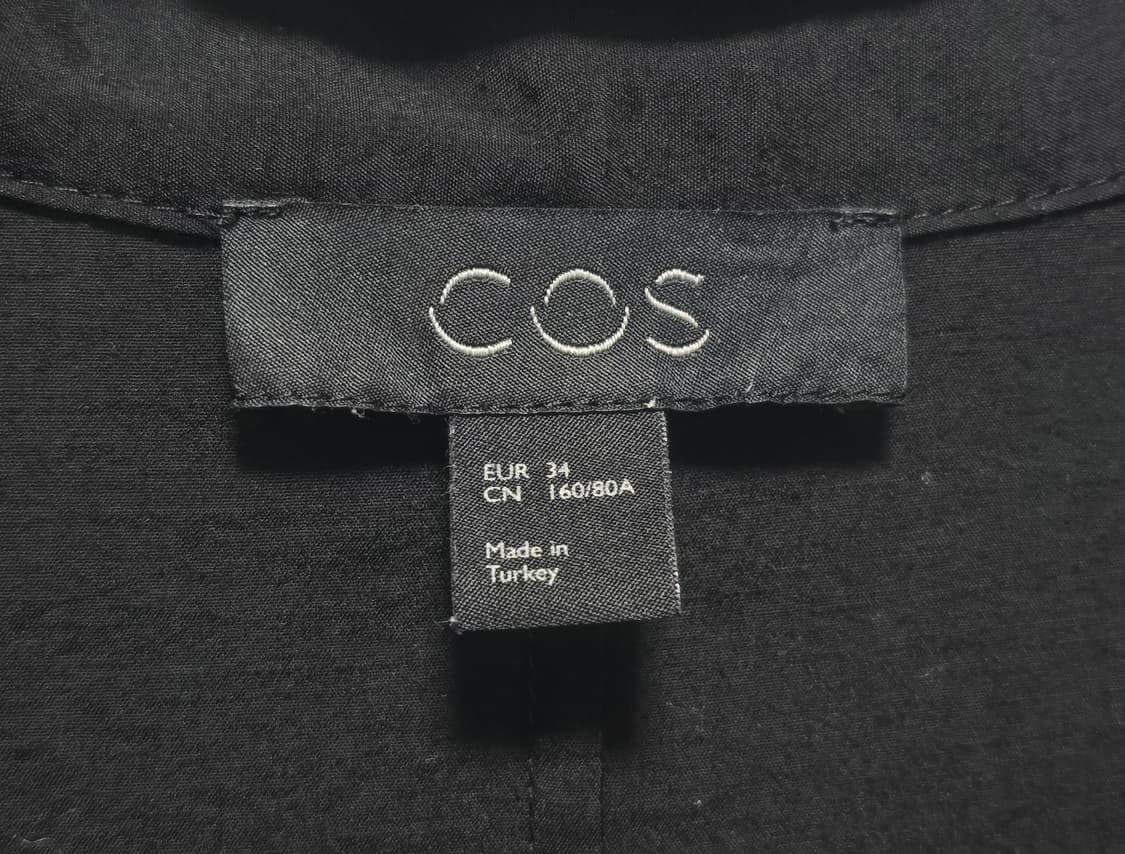 COS
EUR 34
CN 160/80A
Made in
Turkey